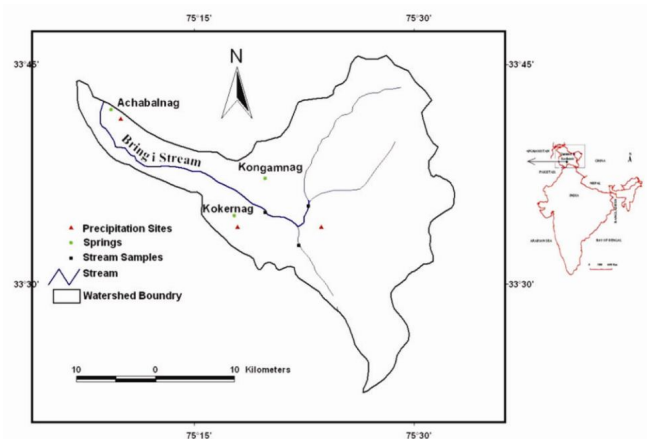 75°15' 75°30'
33°45' 33°45'
N
Achabalnag
Bring i Stream
Kongamnag
Kokernag
Precipitation Sites
Springs
Stream Samples
Stream
Watershed Boundary
33°30' 33°30'
10 0 10 Kilometers
75°15' 75°30'
AFGHANISTAN
CHINA
N
NEPAL
INDIA
ARABIAN SEA
BAY OF BENGAL